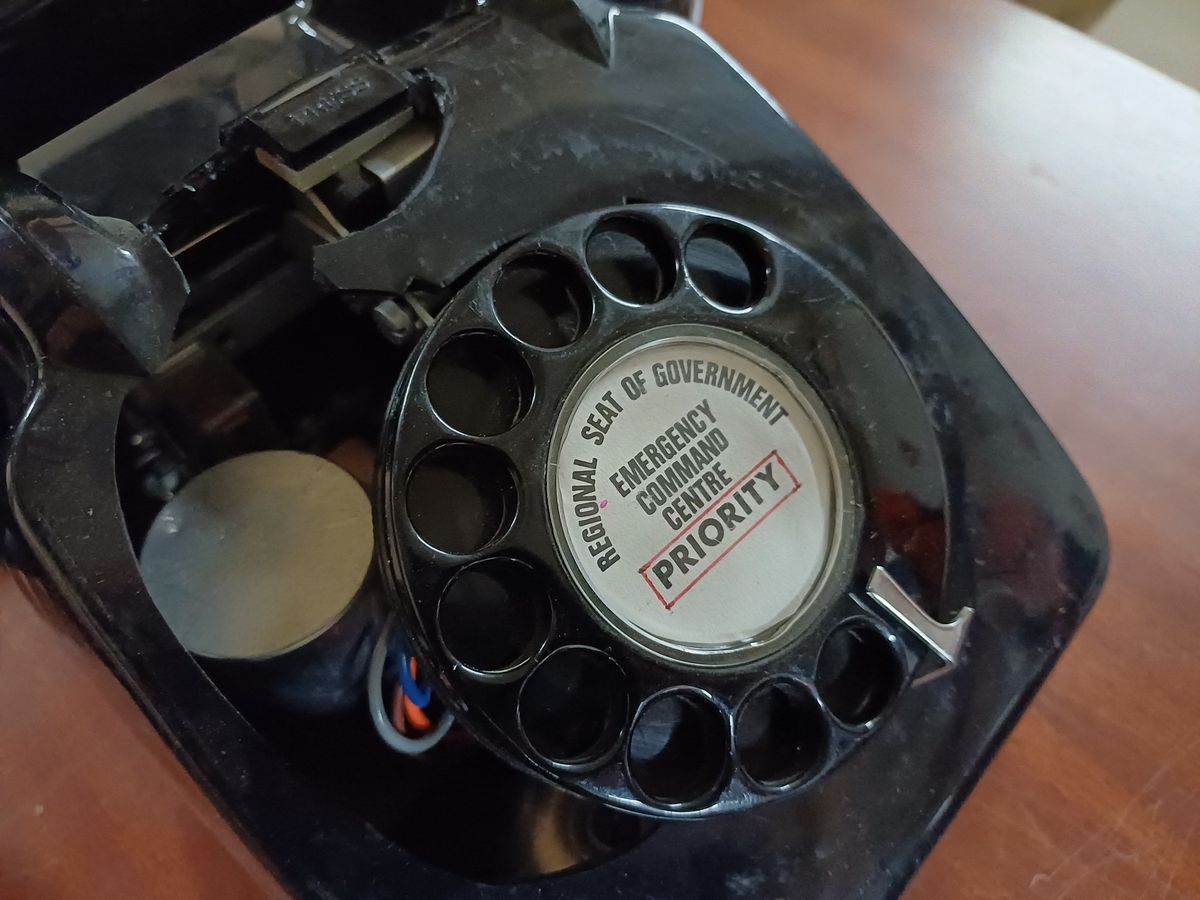 REGIONAL SEAT OF GOVERNMENT
EMERGENCY
COMMAND
CENTRE
PRIORITY